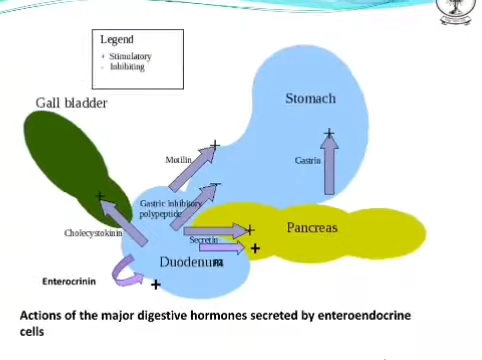 Legend
+ Stimulatory
- Inhibiting
Gall bladder
Stomach
Motilin
Gastrin
Gastric inhibitory
polypeptide
Cholecystokinin
Secretin
Pancreas
Duodenum
Enterocrinin
Actions of the major digestive hormones secreted by enteroendocrine
cells